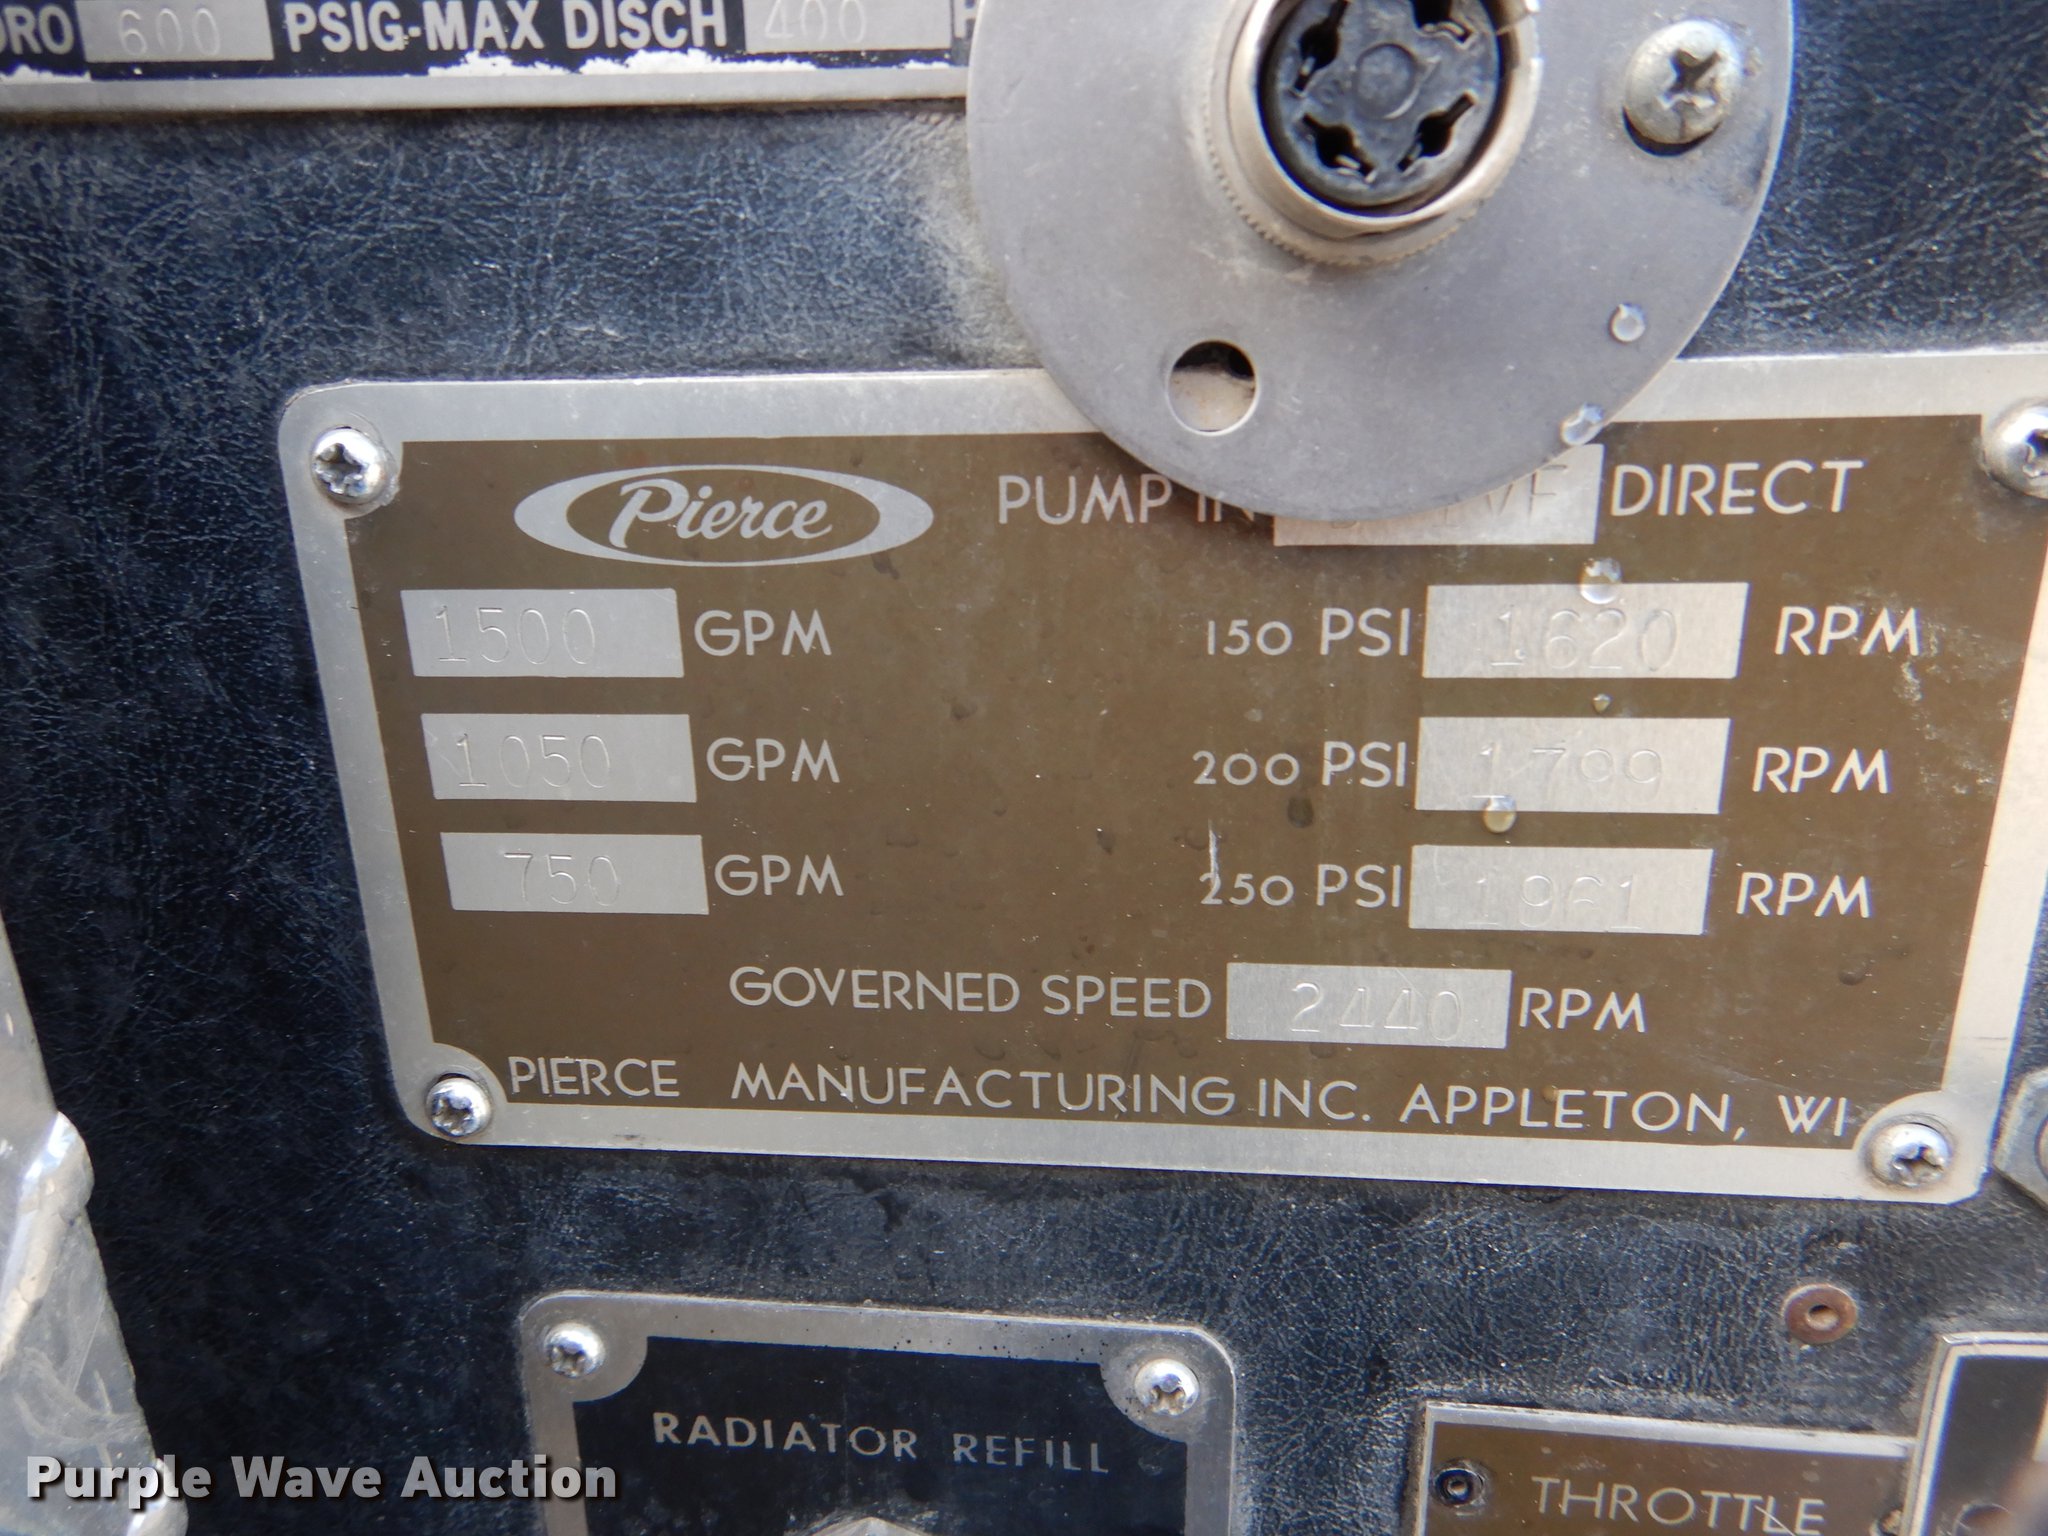 600 PSIG-MAX DISCH 400
Pierce PUMP IN DIRECT
1500 GPM 150 PSI 1620 RPM
1050 GPM 200 PSI 1799 RPM
750 GPM 250 PSI 1961 RPM
GOVERNED SPEED 2440 RPM
PIERCE MANUFACTURING INC. APPLETON, WI
RADIATOR REFILL
THROTTLE
Purple Wave Auction